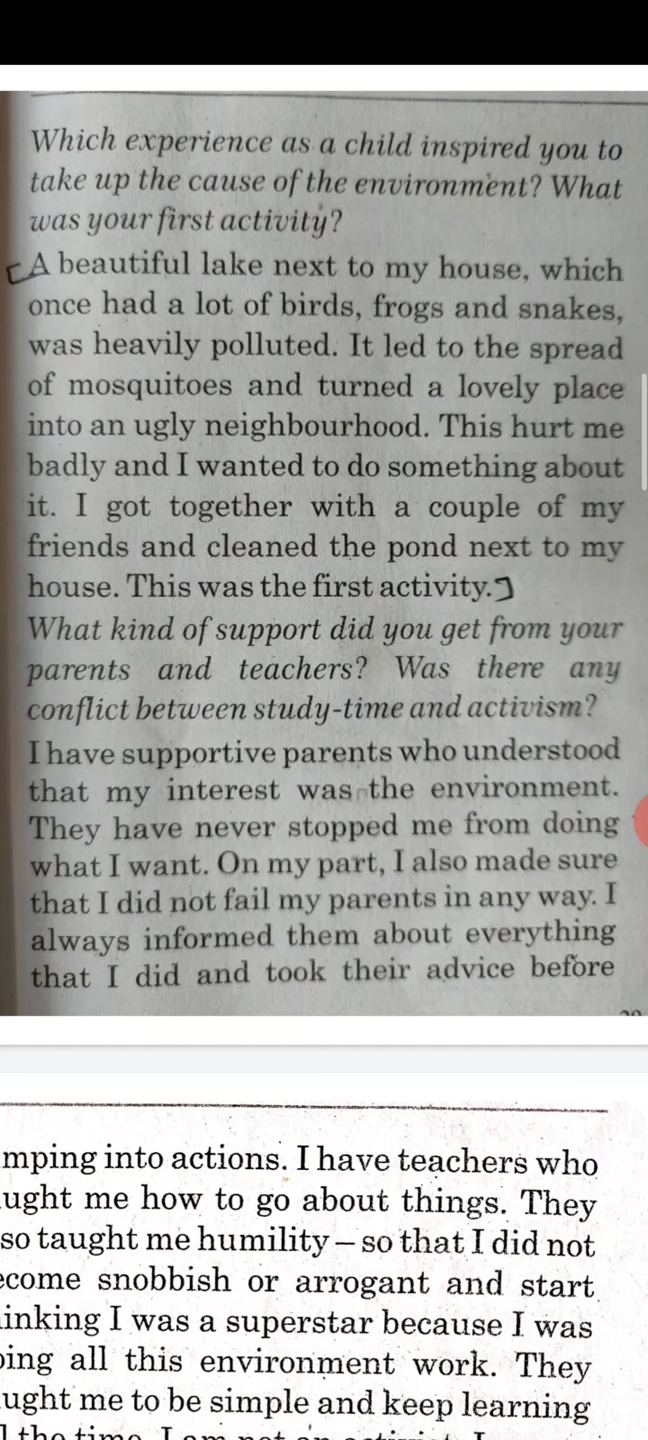 Which experience as a child inspired you to
take up the cause of the environment? What
was your first activity?
A beautiful lake next to my house, which
once had a lot of birds, frogs and snakes,
was heavily polluted. It led to the spread
of mosquitoes and turned a lovely place
into an ugly neighbourhood. This hurt me
badly and I wanted to do something about
it. I got together with a couple of my
friends and cleaned the pond next to my
house. This was the first activity.
What kind of support did you get from your
parents and teachers? Was there any
conflict between study-time and activism?
I have supportive parents who understood
that my interest was the environment.
They have never stopped me from doing
what I want. On my part, I also made sure
that I did not fail my parents in any way. I
always informed them about everything
that I did and took their advice before
mping into actions. I have teachers who
ught me how to go about things. They
so taught me humility – so that I did not
ecome snobbish or arrogant and start
inking I was a superstar because I was
oing all this environment work. They
ught me to be simple and keep learning